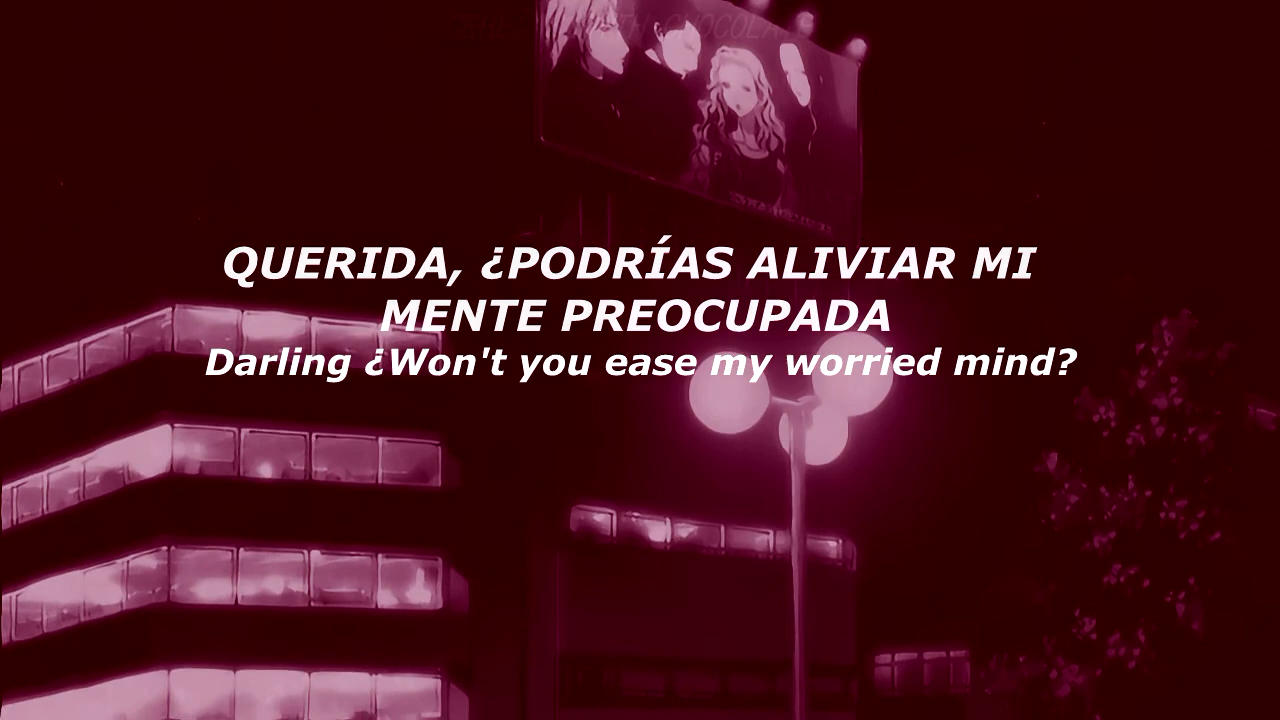 QUERIDA, ¿PODRÍAS ALIVIAR MI
MENTE PREOCUPADA
Darling ¿Won't you ease my worried mind?